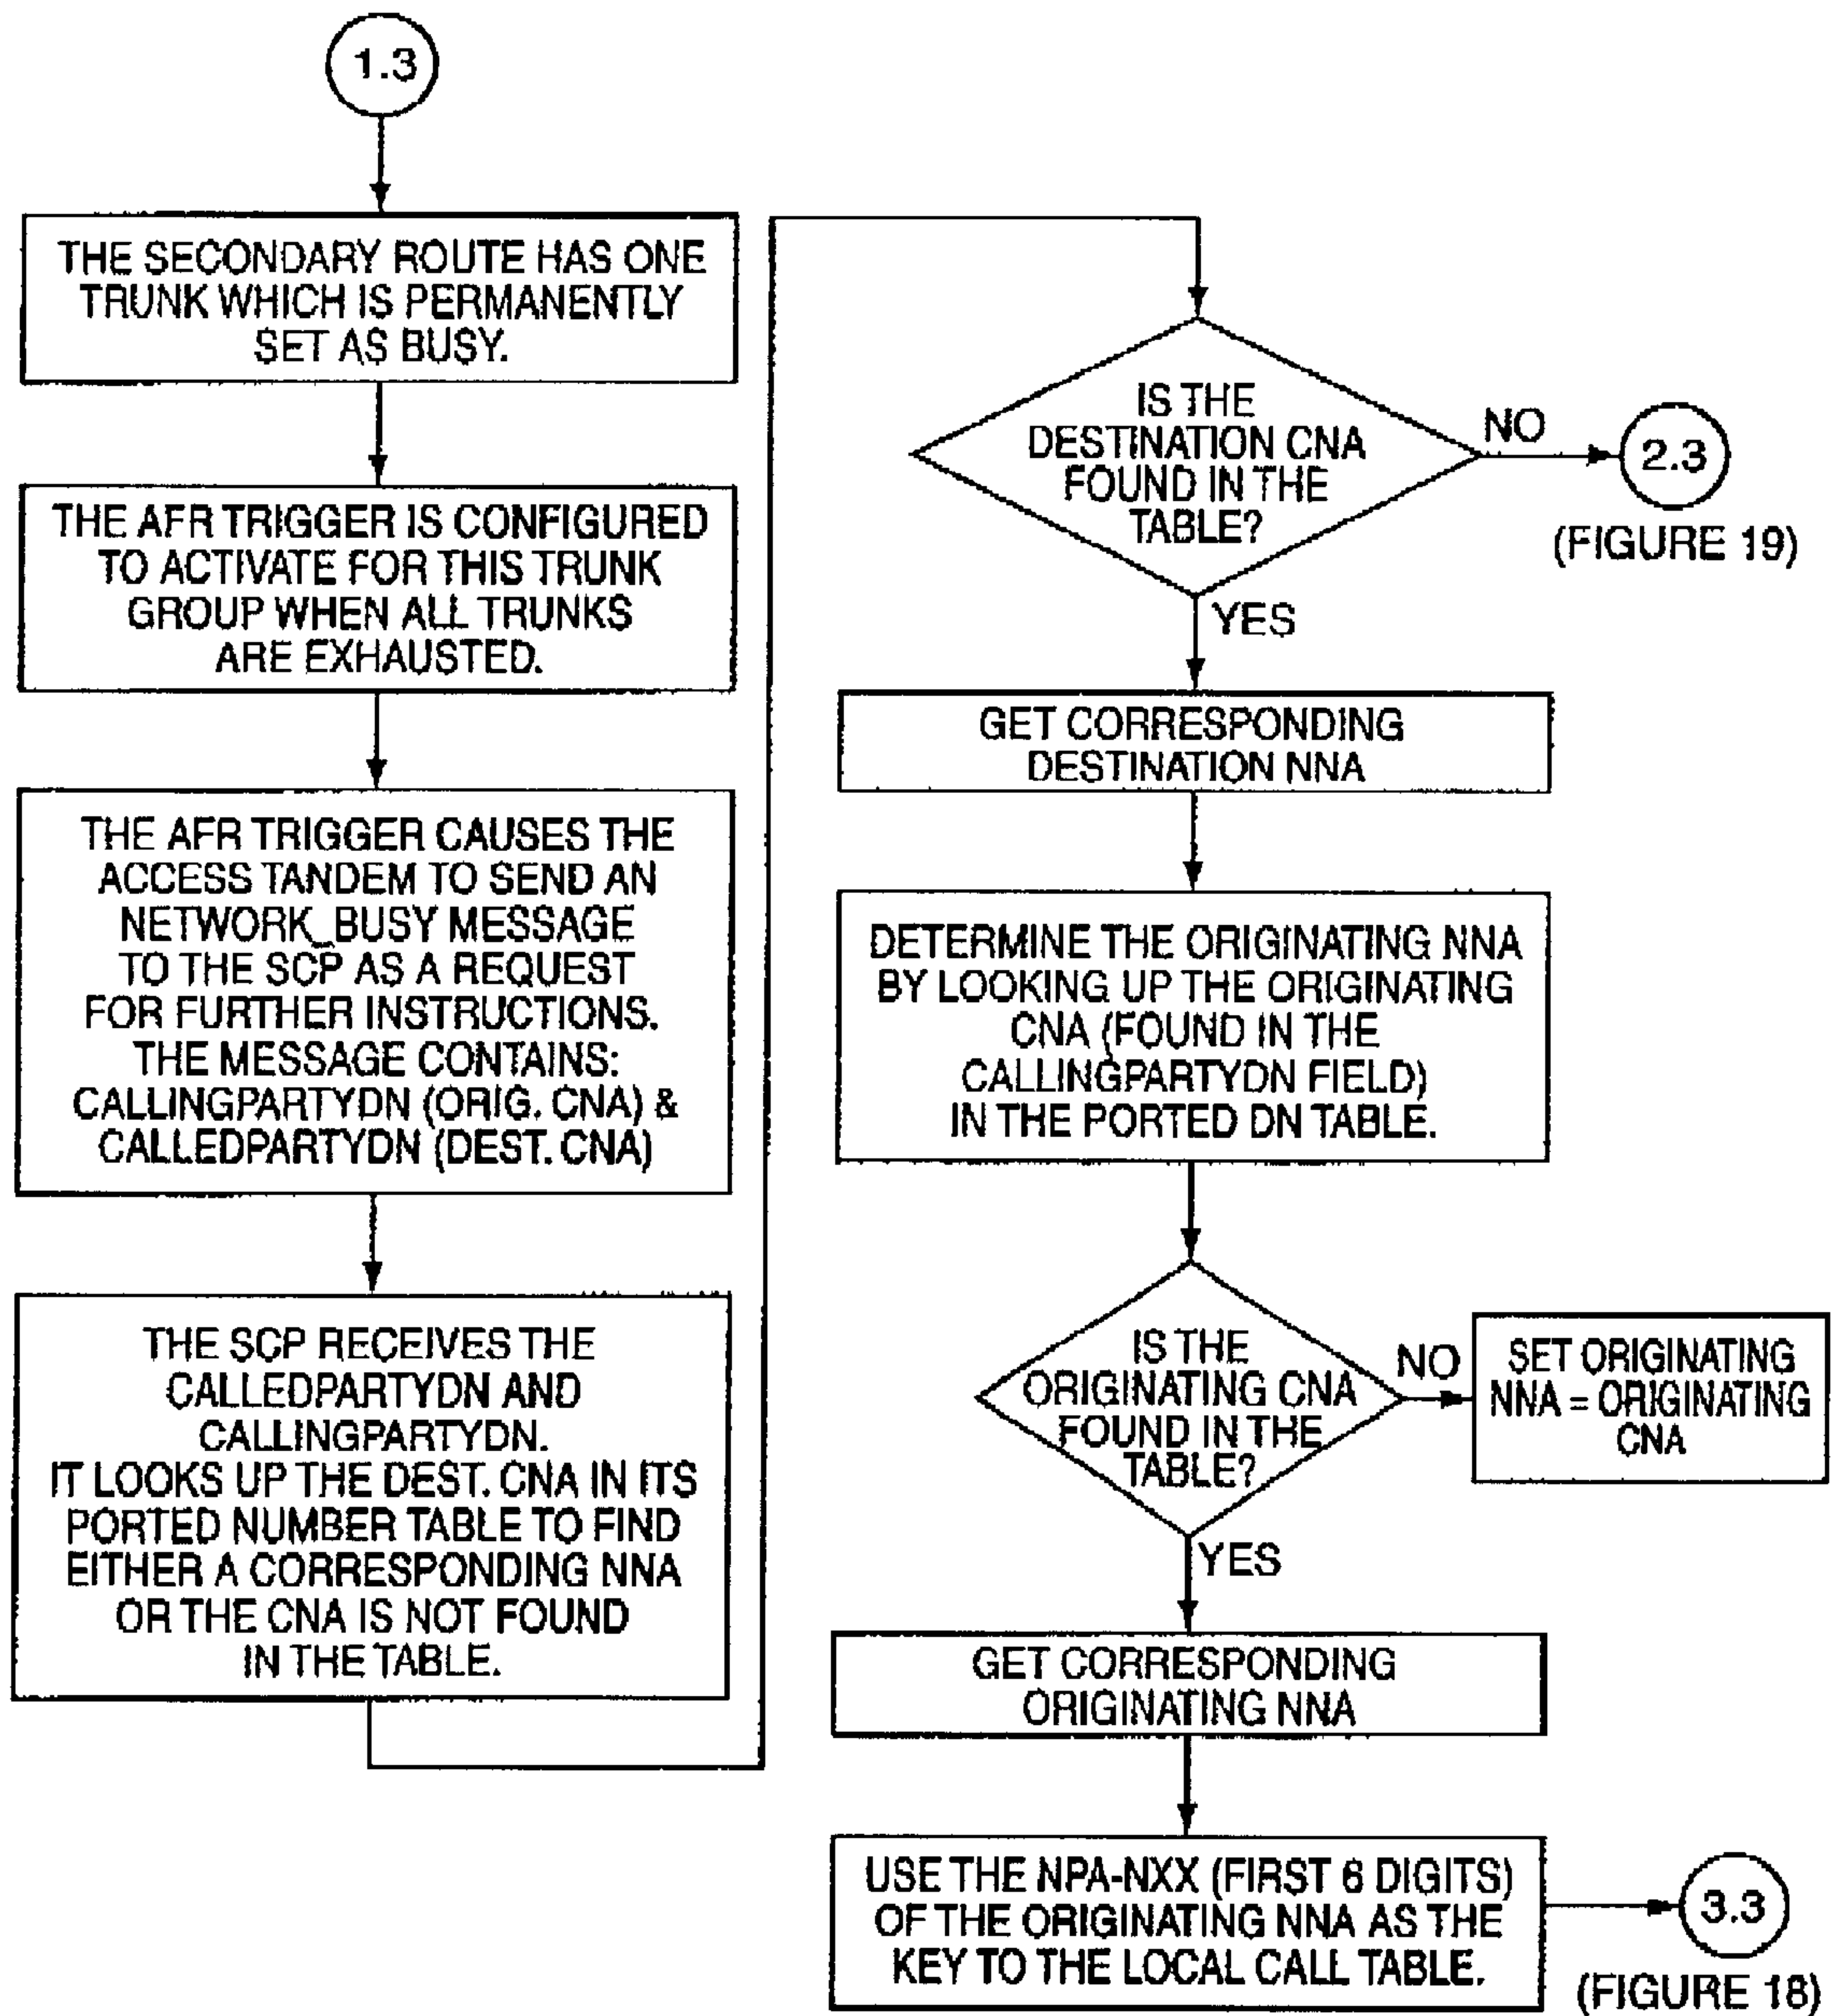 1.3
THE SECONDARY ROUTE HAS ONE
TRUNK WHICH IS PERMANENTLY
SET AS BUSY.
THE AFR TRIGGER IS CONFIGURED
TO ACTIVATE FOR THIS TRUNK
GROUP WHEN ALL TRUNKS
ARE EXHAUSTED.
THE AFR TRIGGER CAUSES THE
ACCESS TANDEM TO SEND AN
NETWORK_BUSY MESSAGE
TO THE SCP AS A REQUEST
FOR FURTHER INSTRUCTIONS.
THE MESSAGE CONTAINS:
CALLINGPARTYDN (ORIG. CNA) &
CALLEDPARTYDN (DEST. CNA)
THE SCP RECEIVES THE
CALLEDPARTYDN AND
CALLINGPARTYDN.
IT LOOKS UP THE DEST. CNA IN ITS
PORTED NUMBER TABLE TO FIND
EITHER A CORRESPONDING NNA
OR THE CNA IS NOT FOUND
IN THE TABLE.
IS THE
DESTINATION CNA
FOUND IN THE
TABLE?
NO
2.3
(FIGURE 19)
YES
GET CORRESPONDING
DESTINATION NNA
DETERMINE THE ORIGINATING NNA
BY LOOKING UP THE ORIGINATING
CNA (FOUND IN THE
CALLINGPARTYDN FIELD)
IN THE PORTED DN TABLE.
IS THE
ORIGINATING CNA
FOUND IN THE
TABLE?
NO
SET ORIGINATING
NNA = ORIGINATING
CNA
YES
GET CORRESPONDING
ORIGINATING NNA
USE THE NPA-NXX (FIRST 6 DIGITS)
OF THE ORIGINATING NNA AS THE
KEY TO THE LOCAL CALL TABLE.
3.3
(FIGURE 18)